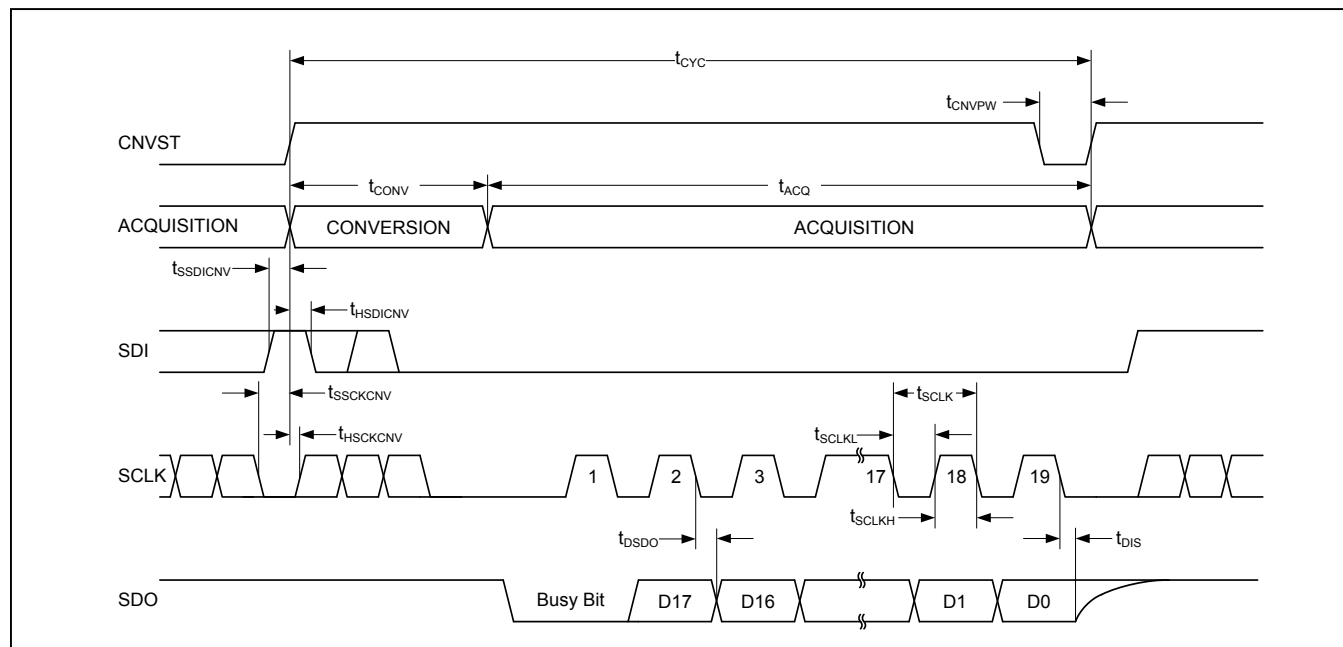 tCYC
tCNVPW
CNVST
tCONV
tACQ
ACQUISITION
CONVERSION
ACQUISITION
tSSDICNV
tHSDICNV
SDI
tSSCKCNV
tSCLK
tHSCKCNV
tSCLKL
SCLK
1
2
3
17
18
19
tSCLKH
tDSDO
tDIS
SDO
Busy Bit
D17
D16
D1
D0